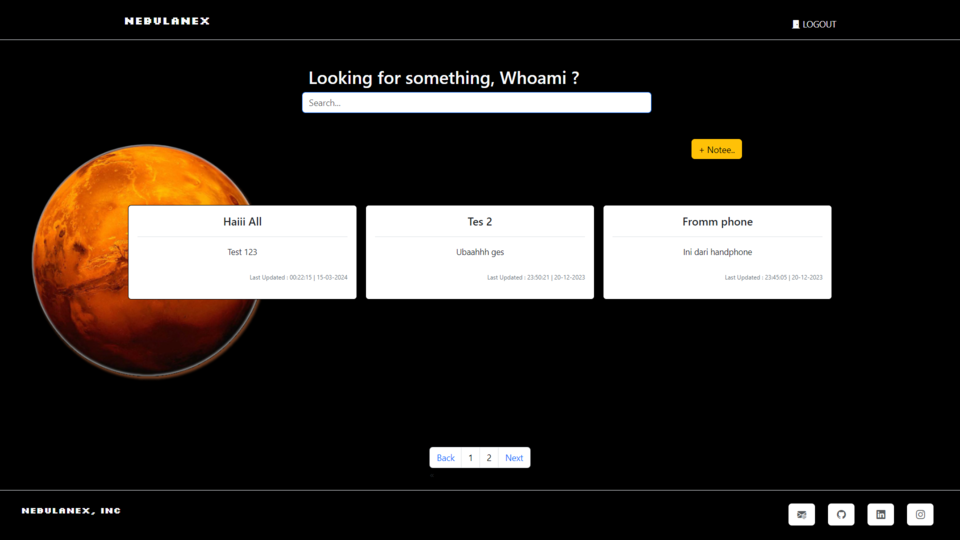 NEBULANEX
LOGOUT
Looking for something, Whoami ?
Search...
+ Notee..
Haiii All
Test 123
Last Updated : 00:22:15 | 15-03-2024
Tes 2
Ubaahhh ges
Last Updated : 23:50:21 | 20-12-2023
Fromm phone
Ini dari handphone
Last Updated : 23:45:05 | 20-12-2023
Back 1 2 Next
NEBULANEX, INC